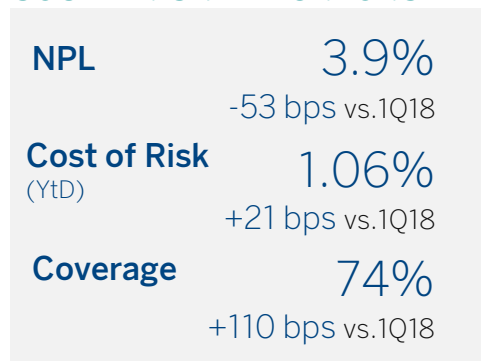 NPL 3.9%
-53 bps vs.1Q18
Cost of Risk 1.06%
(YtD)
+21 bps vs.1Q18
Coverage 74%
+110 bps vs.1Q18